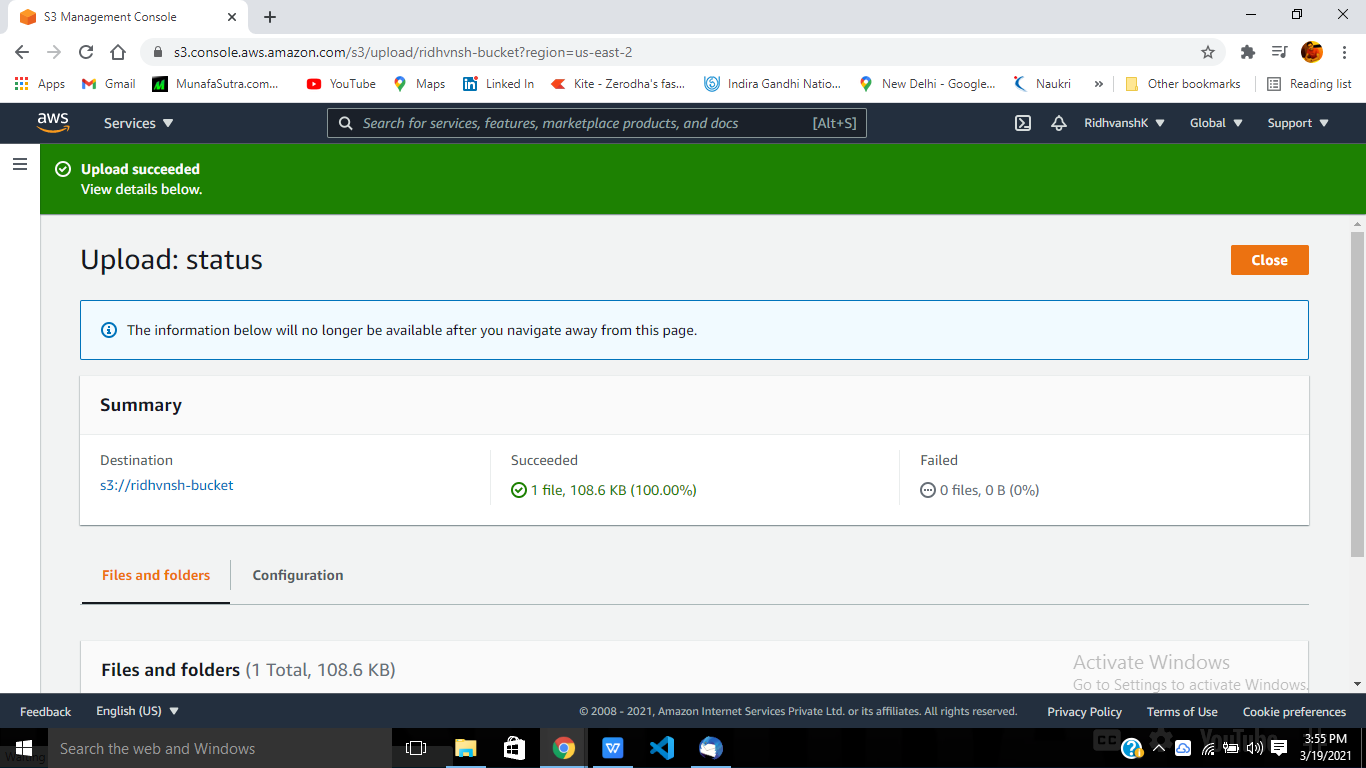 S3 Management Console
s3.console.aws.amazon.com/s3/upload/ridhvnsh-bucket?region=us-east-2
Apps Gmail MunafaSutra.com... YouTube Maps Linked In Kite - Zerodha's fas... Indira Gandhi Natio... New Delhi - Google... Naukri » Other bookmarks Reading list
aws Services Search for services, features, marketplace products, and docs [Alt+S] RidhvanshK Global Support
Upload succeeded
View details below.
Upload: status
Close
The information below will no longer be available after you navigate away from this page.
Summary
Destination
s3://ridhvnsh-bucket
Succeeded
1 file, 108.6 KB (100.00%)
Failed
0 files, 0 B (0%)
Files and folders Configuration
Files and folders (1 Total, 108.6 KB)
Activate Windows
Go to Settings to activate Windows.
Feedback English (US) © 2008 - 2021, Amazon Internet Services Private Ltd. or its affiliates. All rights reserved. Privacy Policy Terms of Use Cookie preferences
Waiting
Search the web and Windows
CC YouTube
3:55 PM
3/19/2021